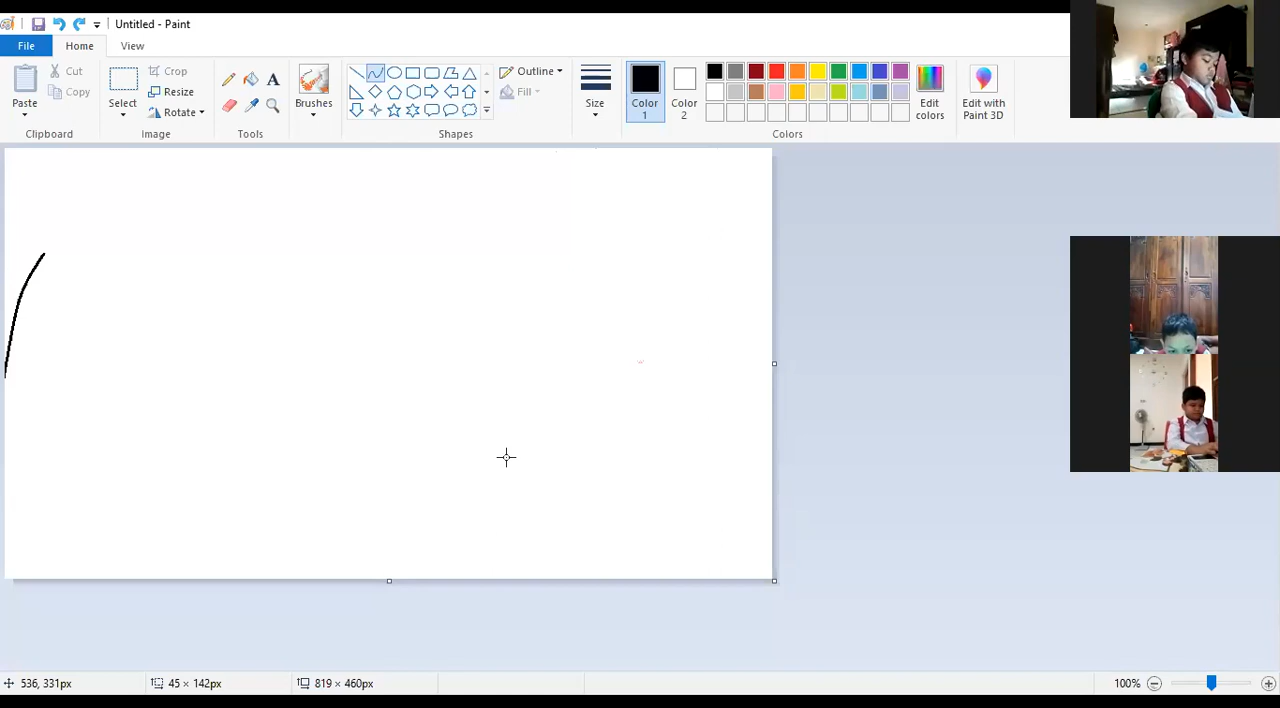 Untitled - Paint
File Home View
Paste
Cut
Copy
Clipboard
Select
Crop
Resize
Rotate
Image
A
Tools
Brushes
Shapes
Outline
Fill
Size
Color 1
Color 2
Colors
Edit colors
Edit with Paint 3D
536, 331px
45 × 142px
819 × 460px
100%